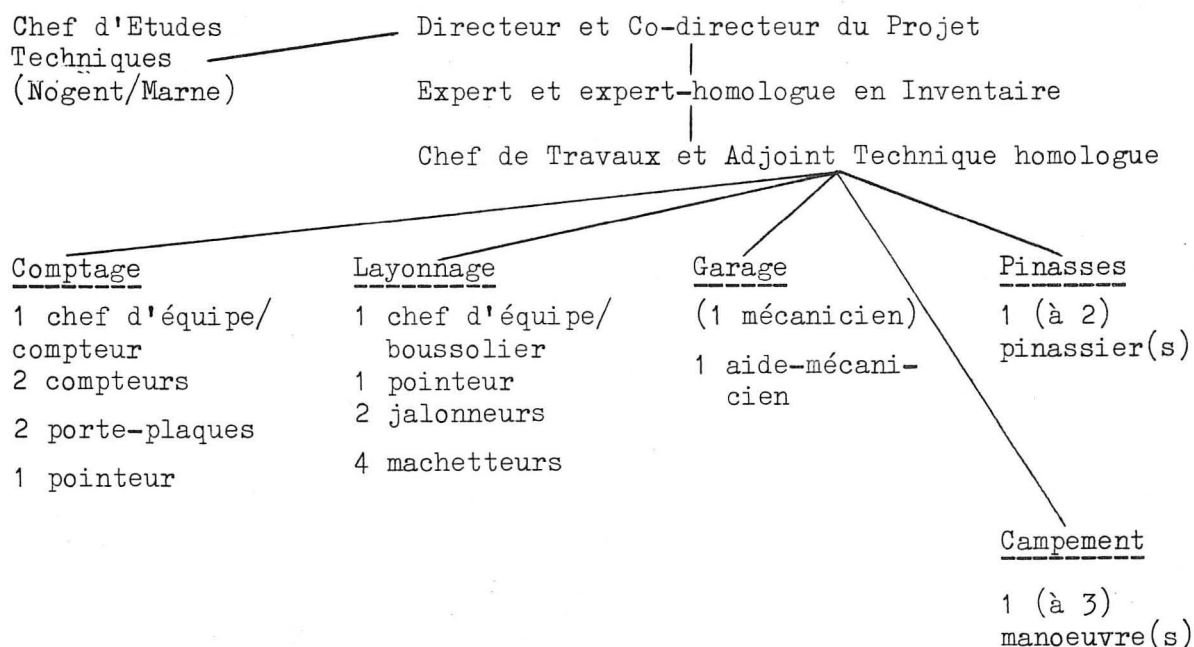 Chef d'Etudes
Techniques
(Nogent/Marne)
Directeur et Co-directeur du Projet
Expert et expert-homologue en Inventaire
Chef de Travaux et Adjoint Technique homologue
Comptage
1 chef d'équipe/
compteur
2 compteurs
2 porte-plaques
1 pointeur
Layonnage
1 chef d'équipe/
boussolier
1 pointeur
2 jalonneurs
4 machetteurs
Garage
(1 mécanicien)
1 aide-mécani-
cien
Pinasses
1 (à 2)
pinassier(s)
Campement
1 (à 3)
manoeuvre(s)